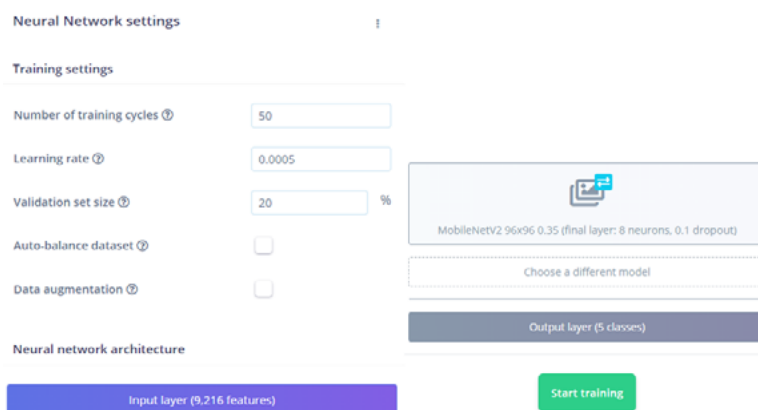 Neural Network settings
Training settings
Number of training cycles
50
Learning rate
0.0005
Validation set size
20
%
Auto-balance dataset
Data augmentation
Neural network architecture
Input layer (9,216 features)
MobileNetV2 96x96 0.35 (final layer: 8 neurons, 0.1 dropout)
Choose a different model
Output layer (5 classes)
Start training